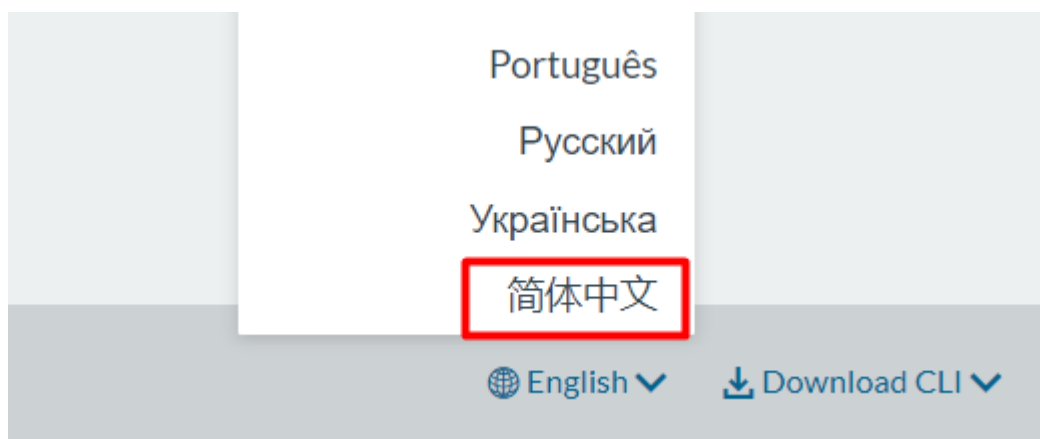 Português
Русский
Українська
简体中文
English Download CLI